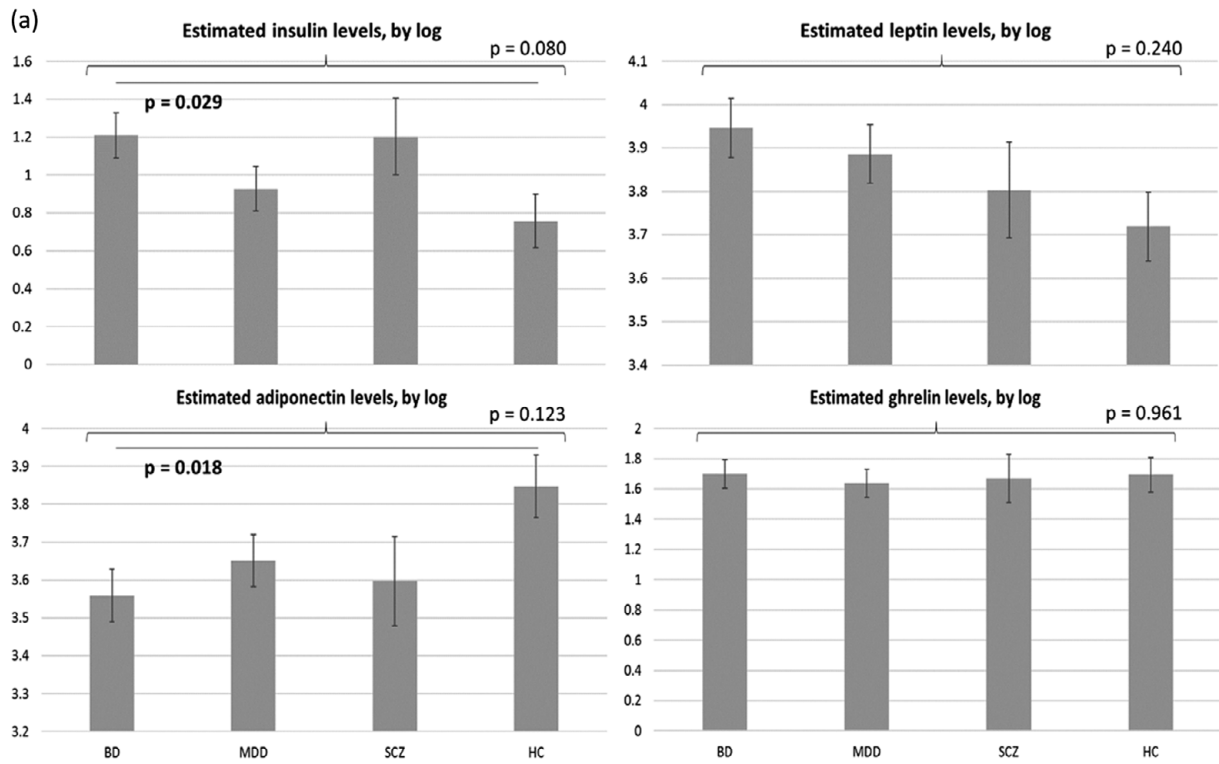 (a)
Estimated insulin levels, by log
p = 0.080
p = 0.029
1.6
1.4
1.2
1
0.8
0.6
0.4
0.2
0
Estimated leptin levels, by log
p = 0.240
4.1
4
3.9
3.8
3.7
3.6
3.5
3.4
Estimated adiponectin levels, by log
p = 0.123
p = 0.018
4
3.9
3.8
3.7
3.6
3.5
3.4
3.3
3.2
BD MDD SCZ HC
Estimated ghrelin levels, by log
p = 0.961
2
1.8
1.6
1.4
1.2
1
0.8
0.6
0.4
0.2
0
BD MDD SCZ HC